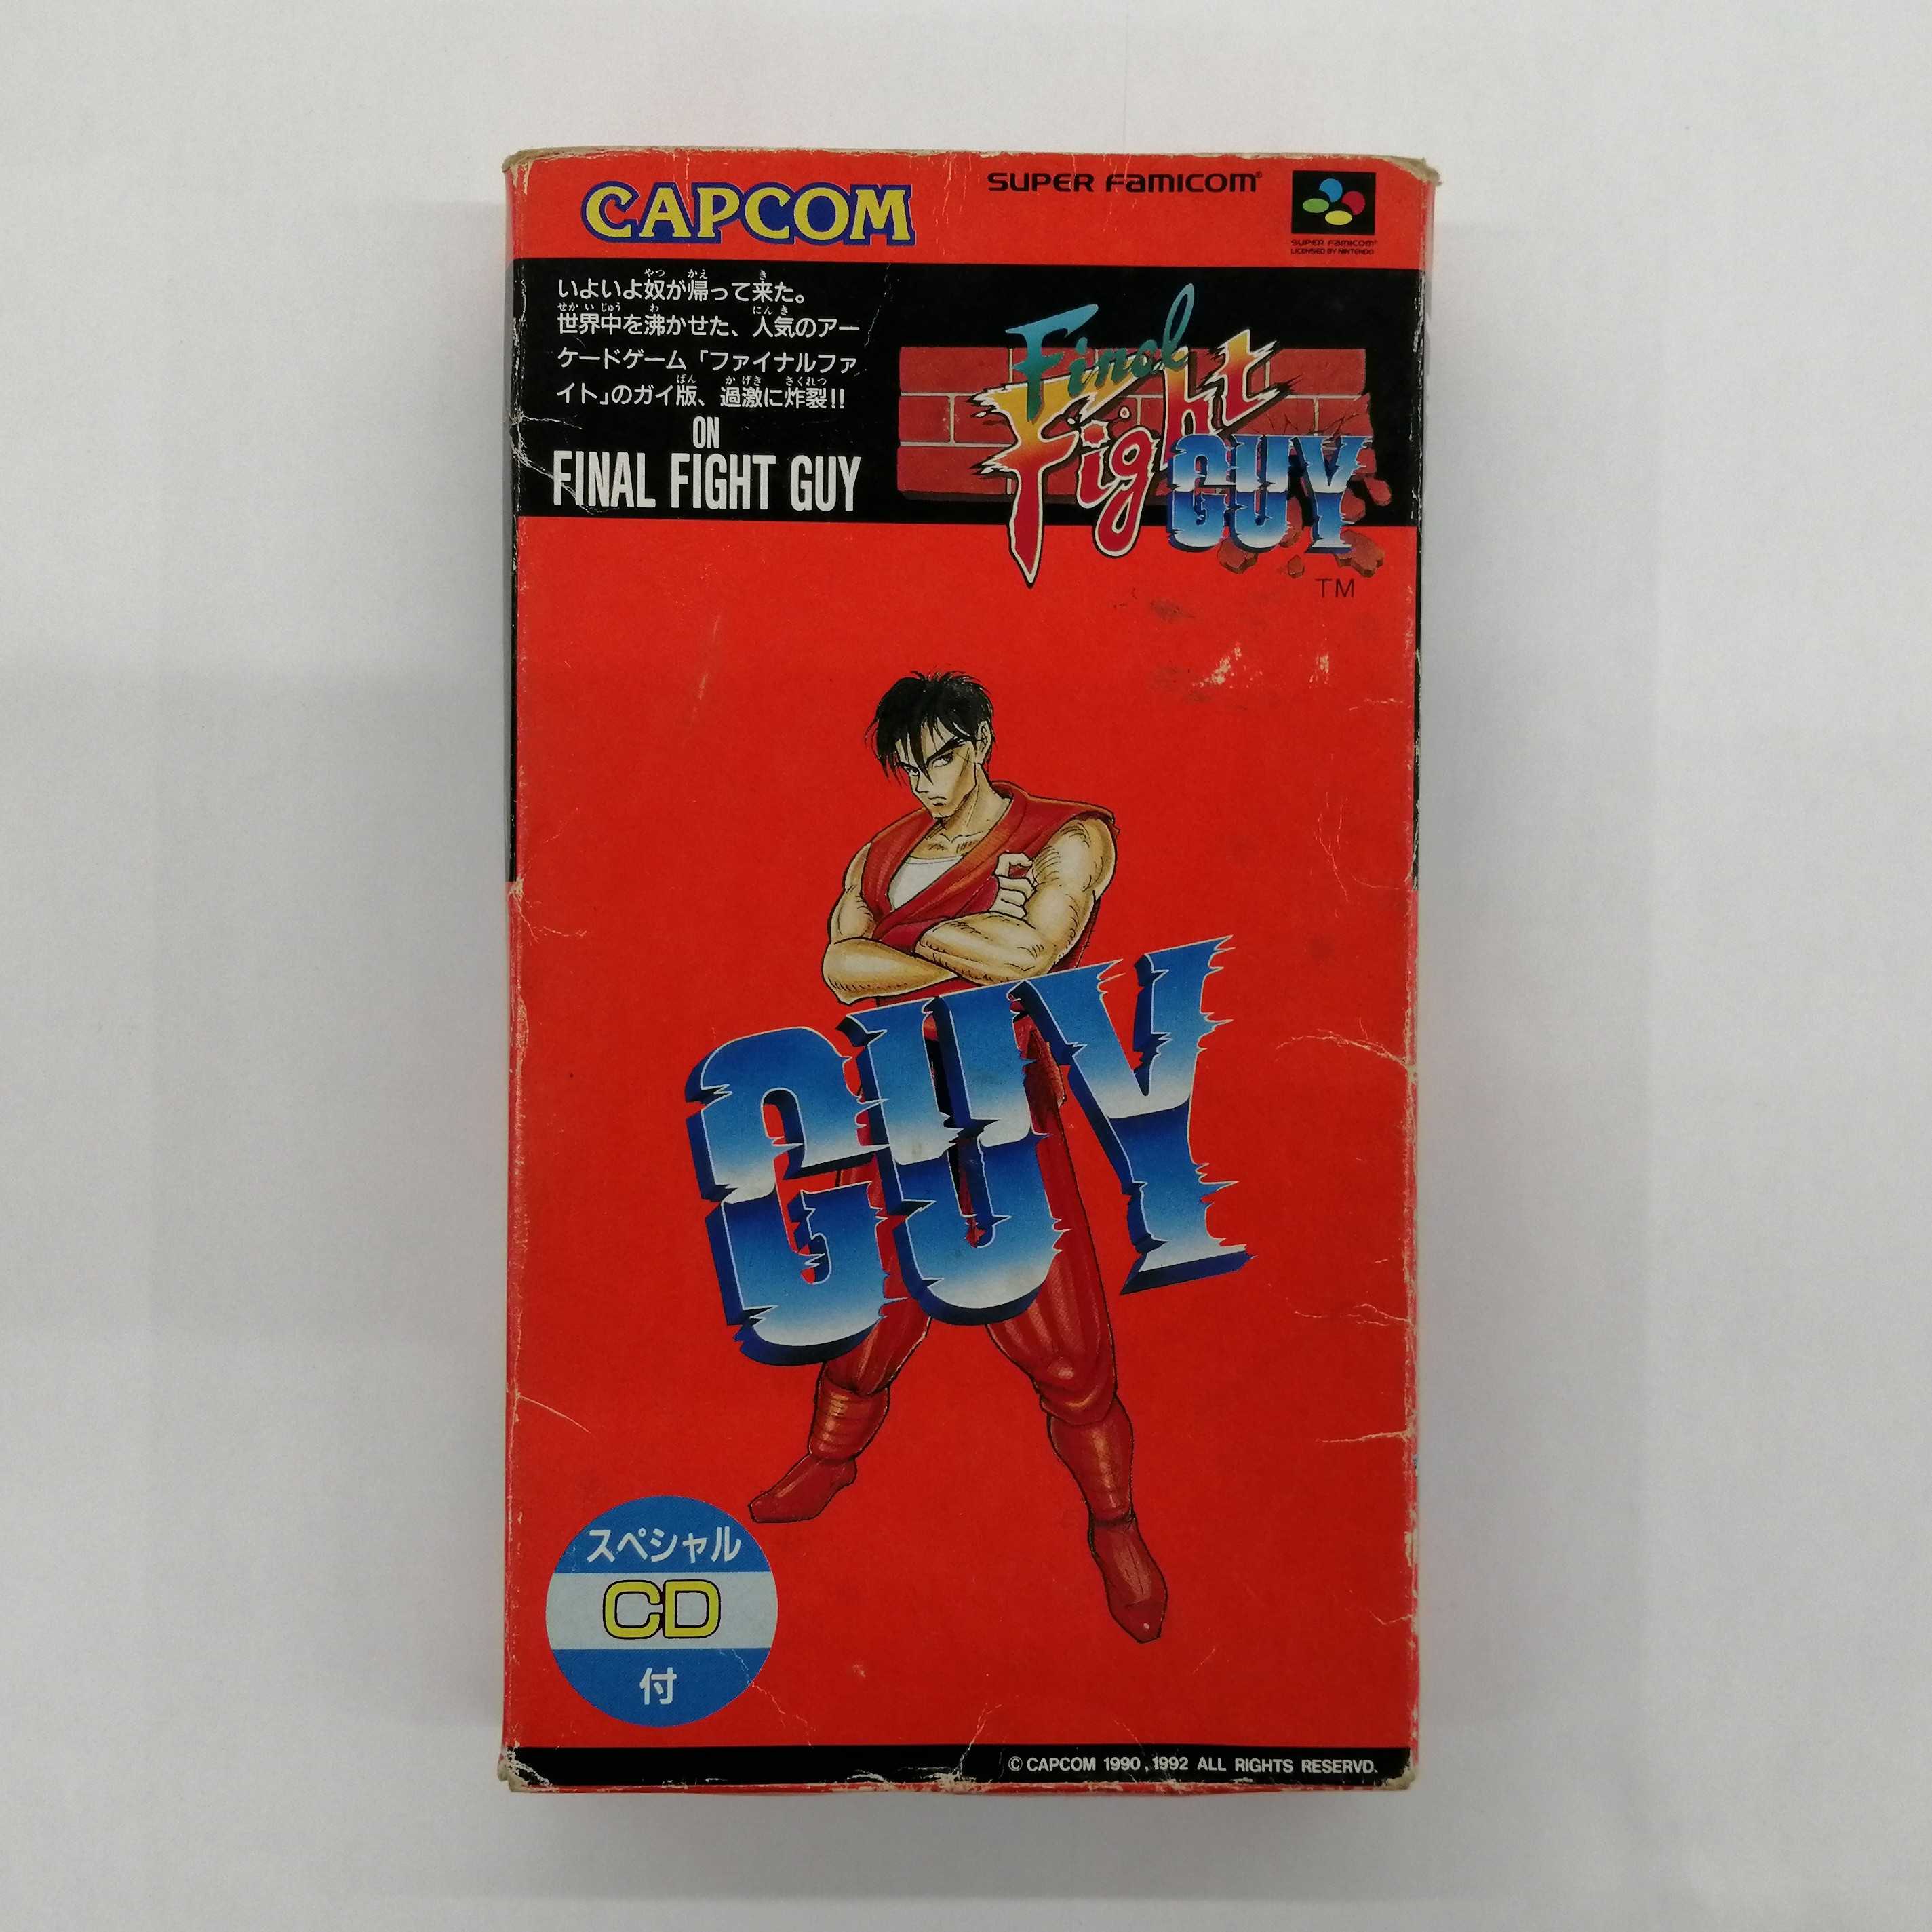 CAPCOM
SUPER FAMICOM®
SUPER FAMICOM®
LICENSED BY NINTENDO
いよいよ奴が帰って来た。
世界中を沸かせた、人気のアー
ケードゲーム「ファイナルファ
イト」のガイ版、過激に炸裂!!
ON
FINAL FIGHT GUY
Final
Fight
GUY
TM
GUY
スペシャル
CD
付
© CAPCOM 1990,1992 ALL RIGHTS RESERVD.